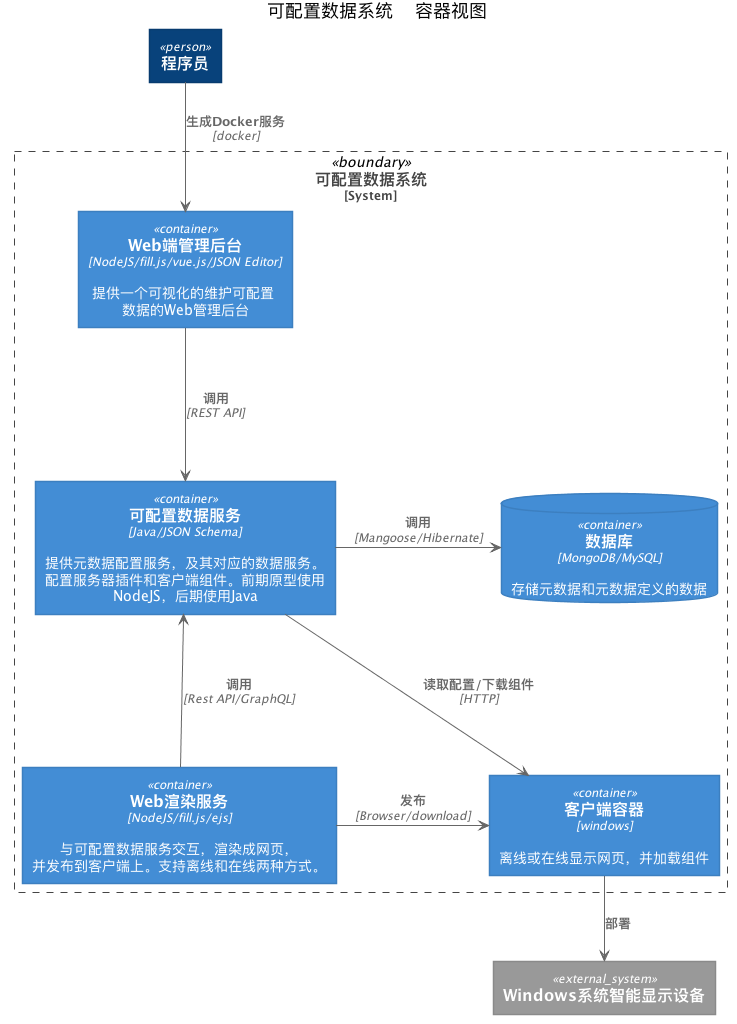 可配置数据系统 容器视图
«person»
程序员
生成Docker服务
[docker]
«boundary»
可配置数据系统
[System]
«container»
Web端管理后台
[NodeJS/fill.js/vue.js/JSON Editor]
提供一个可视化的维护可配置
数据的Web管理后台
调用
[REST API]
«container»
可配置数据服务
[Java/JSON Schema]
提供元数据配置服务，及其对应的数据服务。
配置服务器插件和客户端组件。前期原型使用
NodeJS，后期使用Java
调用
[Mangoose/Hibernate]
«container»
数据库
[MongoDB/MySQL]
存储元数据和元数据定义的数据
调用
[Rest API/GraphQL]
读取配置/下载组件
[HTTP]
«container»
Web渲染服务
[NodeJS/fill.js/ejs]
与可配置数据服务交互，渲染成网页，
并发布到客户端上。支持离线和在线两种方式。
发布
[Browser/download]
«container»
客户端容器
[windows]
离线或在线显示网页，并加载组件
部署
«external_system»
Windows系统智能显示设备